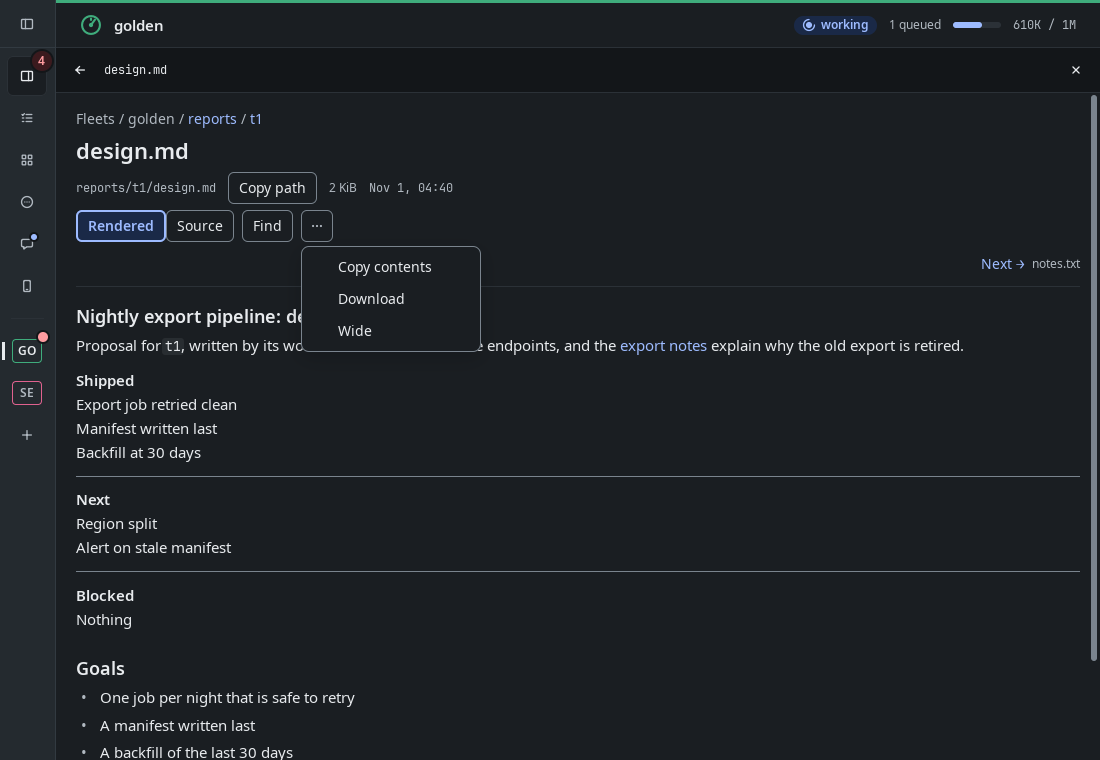 golden
working
1 queued
610K / 1M
4
design.md
Fleets / golden / reports / t1
design.md
reports/t1/design.md
Copy path
2 KiB
Nov 1, 04:40
Rendered
Source
Find
Copy contents
Download
Wide
Next → notes.txt
Nightly export pipeline:
Proposal for t1, written by its endpoints, and the export notes explain why the old export is retired.
Shipped
Export job retried clean
Manifest written last
Backfill at 30 days
Next
Region split
Alert on stale manifest
Blocked
Nothing
Goals
• One job per night that is safe to retry
• A manifest written last
• A backfill of the last 30 days
GO
SE